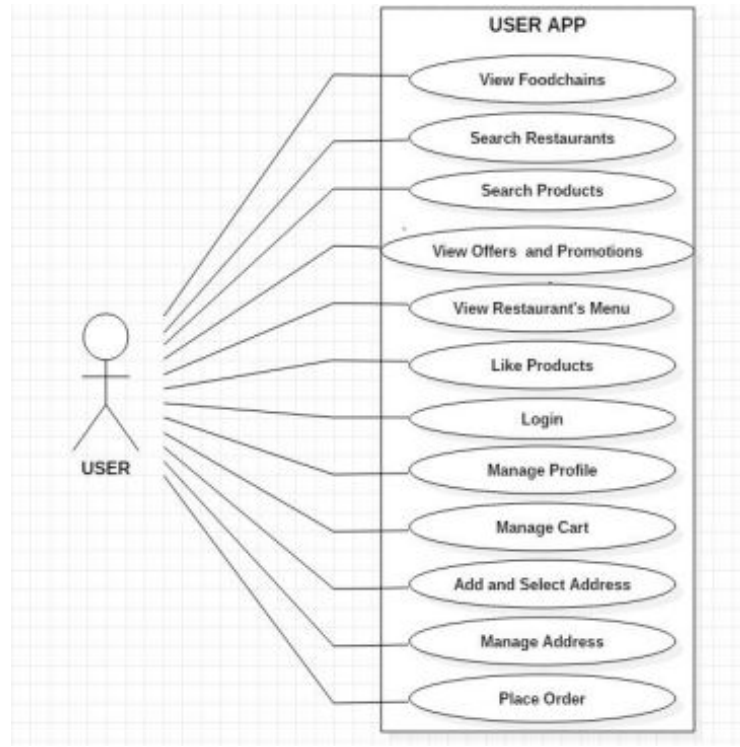 USER APP
View Foodchains
Search Restaurants
Search Products
View Offers and Promotions
View Restaurant's Menu
Like Products
Login
Manage Profile
Manage Cart
Add and Select Address
Manage Address
Place Order
USER